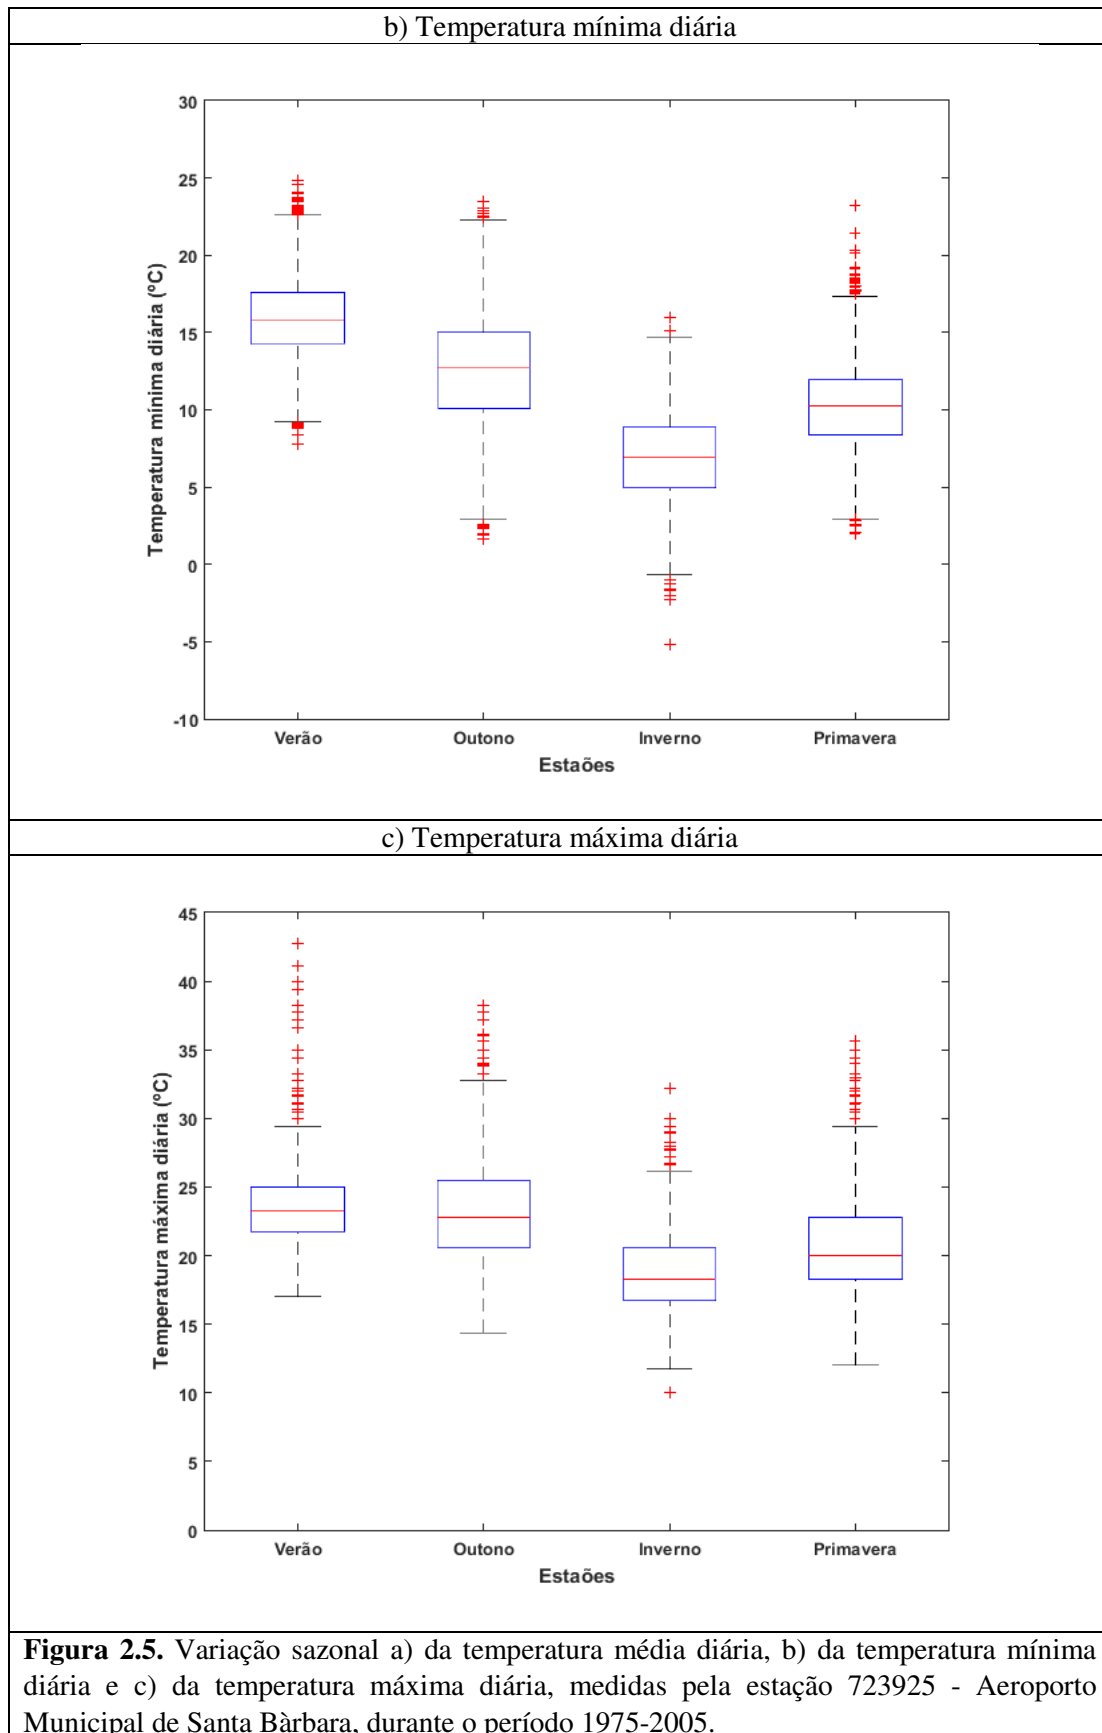 b) Temperatura mínima diária
30
25
20
15
10
5
0
-5
-10
Temperatura mínima diária (ºC)
Verão Outono Inverno Primavera
Estaões
c) Temperatura máxima diária
45
40
35
30
25
20
15
10
5
0
Temperatura máxima diária (ºC)
Verão Outono Inverno Primavera
Estaões
Figura 2.5. Variação sazonal a) da temperatura média diária, b) da temperatura mínima
diária e c) da temperatura máxima diária, medidas pela estação 723925 - Aeroporto
Municipal de Santa Bàrbara, durante o período 1975-2005.